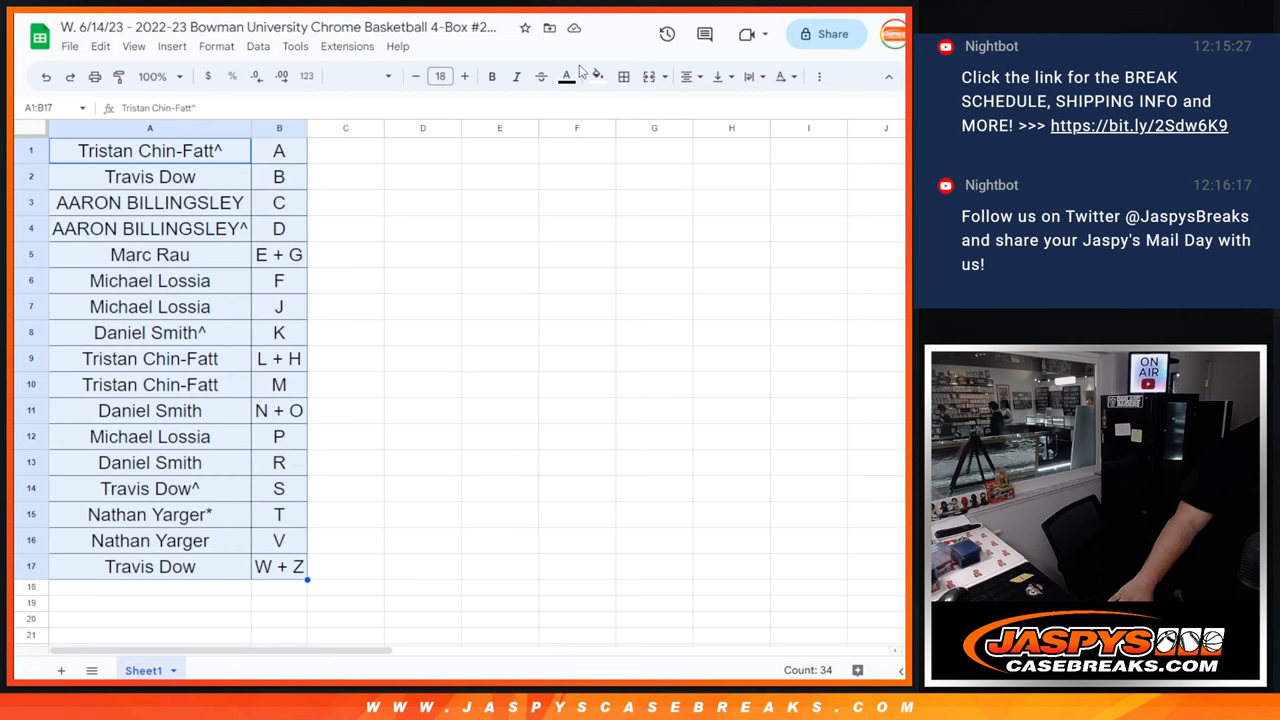 W. 6/14/23 - 2022-23 Bowman University Chrome Basketball 4-Box #2...
Share
File Edit View Insert Format Data Tools Extensions Help
100% $ % .0 .00 123 18 B I A
A1:B17 fx Tristan Chin-Fatt^
A B C D E F G H I J
1 Tristan Chin-Fatt^ A
2 Travis Dow B
3 AARON BILLINGSLEY C
4 AARON BILLINGSLEY^ D
5 Marc Rau E + G
6 Michael Lossia F
7 Michael Lossia J
8 Daniel Smith^ K
9 Tristan Chin-Fatt L + H
10 Tristan Chin-Fatt M
11 Daniel Smith N + O
12 Michael Lossia P
13 Daniel Smith R
14 Travis Dow^ S
15 Nathan Yarger* T
16 Nathan Yarger V
17 Travis Dow W + Z
18
19
20
21
Sheet1
Count: 34
Nightbot 12:15:27
Click the link for the BREAK
SCHEDULE, SHIPPING INFO and
MORE! >>> https://bit.ly/2Sdw6K9
Nightbot 12:16:17
Follow us on Twitter @JaspysBreaks
and share your Jaspy's Mail Day with
us!
ON
AIR
JASPYS
CASEBREAKS.COM
WWW.JASPYSCASEBREAKS.COM